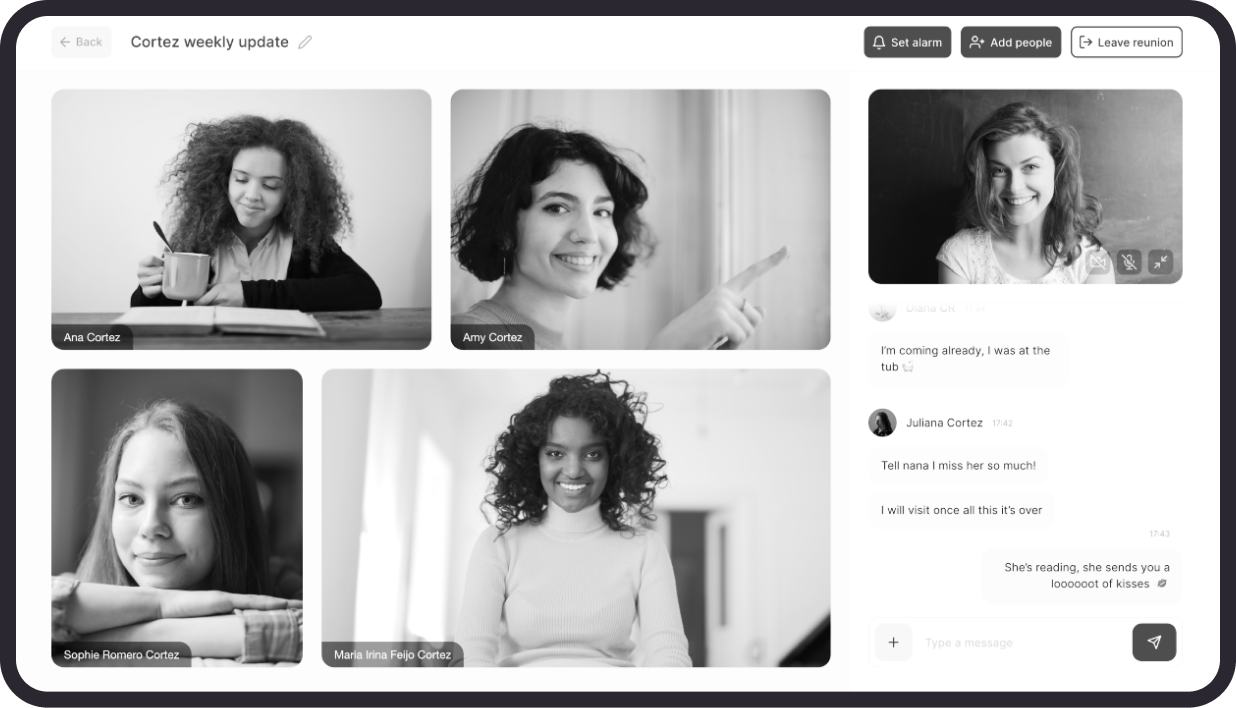 Back
Cortez weekly update
Set alarm
Add people
Leave reunion
Ana Cortez
Amy Cortez
Sophie Romero Cortez
Maria Irina Feijo Cortez
Diana GR
I'm coming already, I was at the
tub
Juliana Cortez 17:42
Tell nana I miss her so much!
I will visit once all this it's over
17:43
She's reading, she sends you a
loooooot of kisses
Type a message